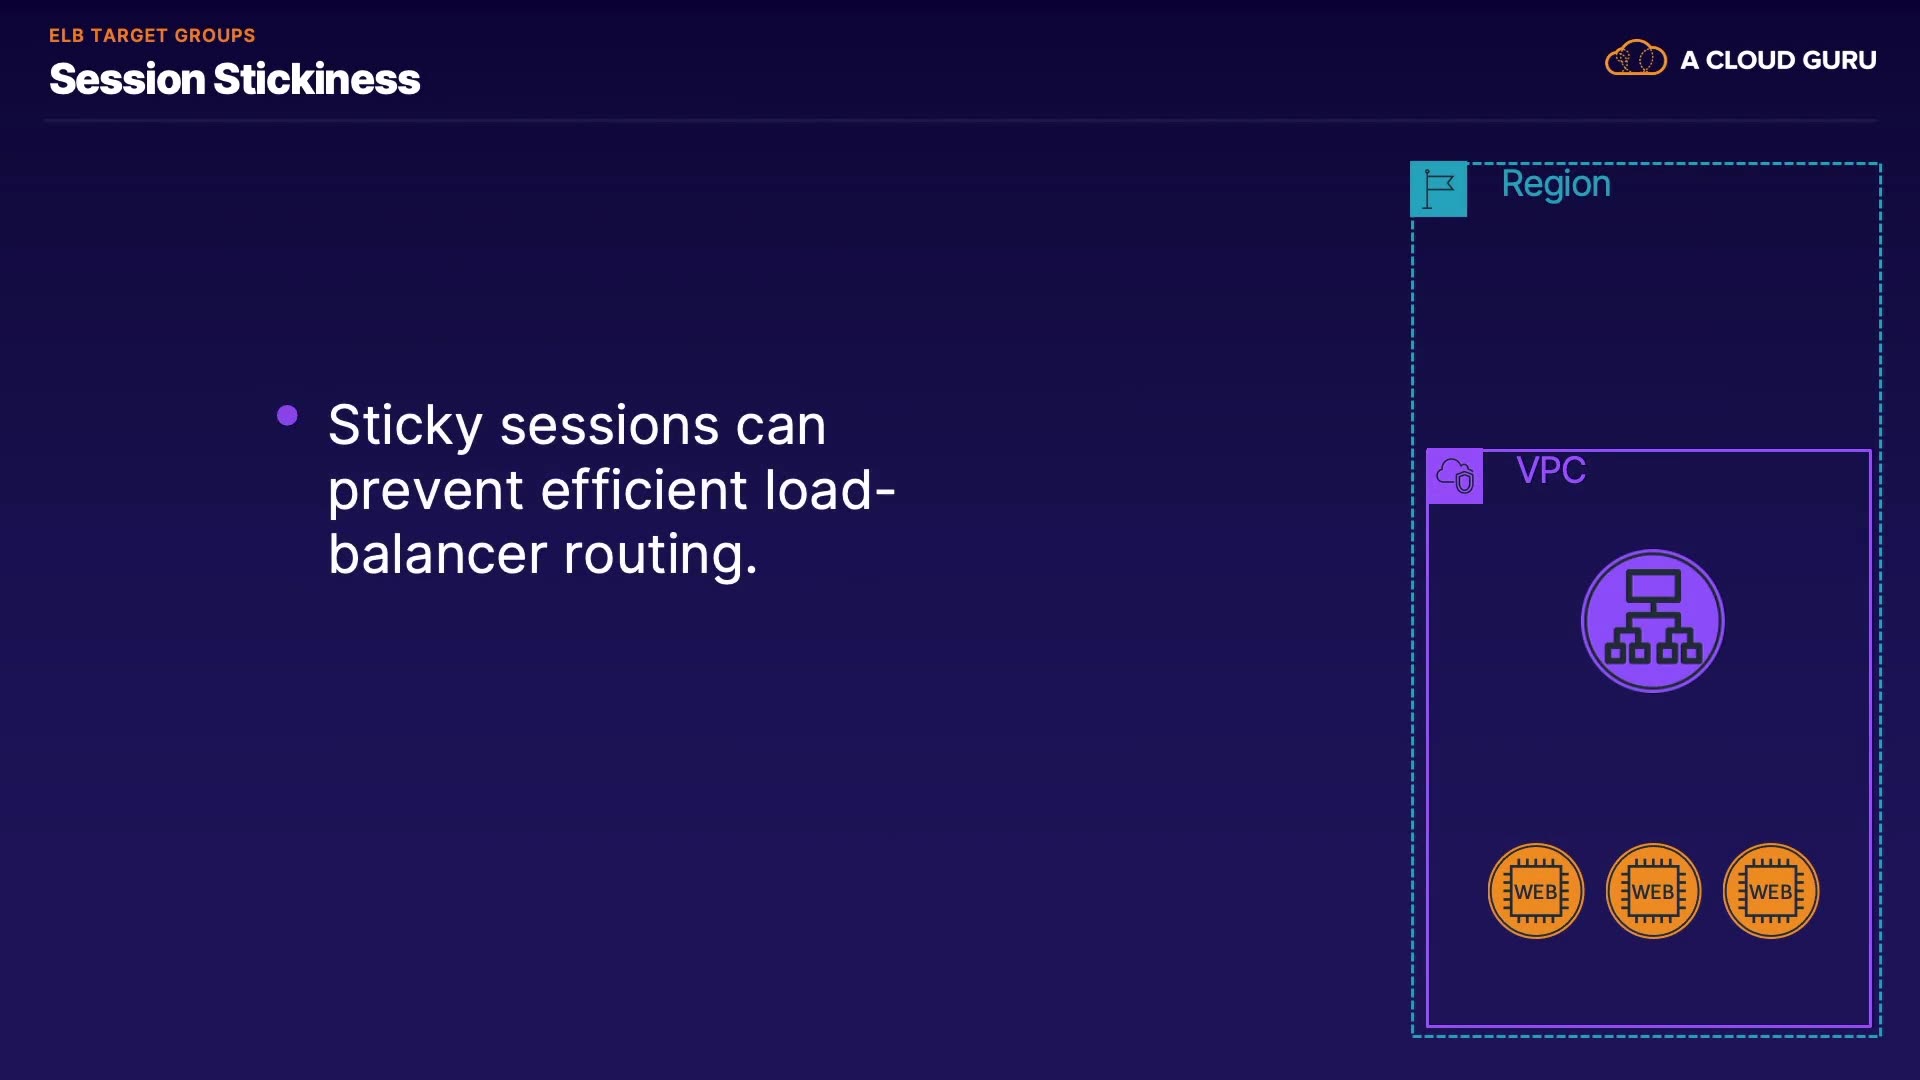 ELB TARGET GROUPS
Session Stickiness
A CLOUD GURU
Sticky sessions can
prevent efficient load-
balancer routing.
Region
VPC
WEB WEB WEB